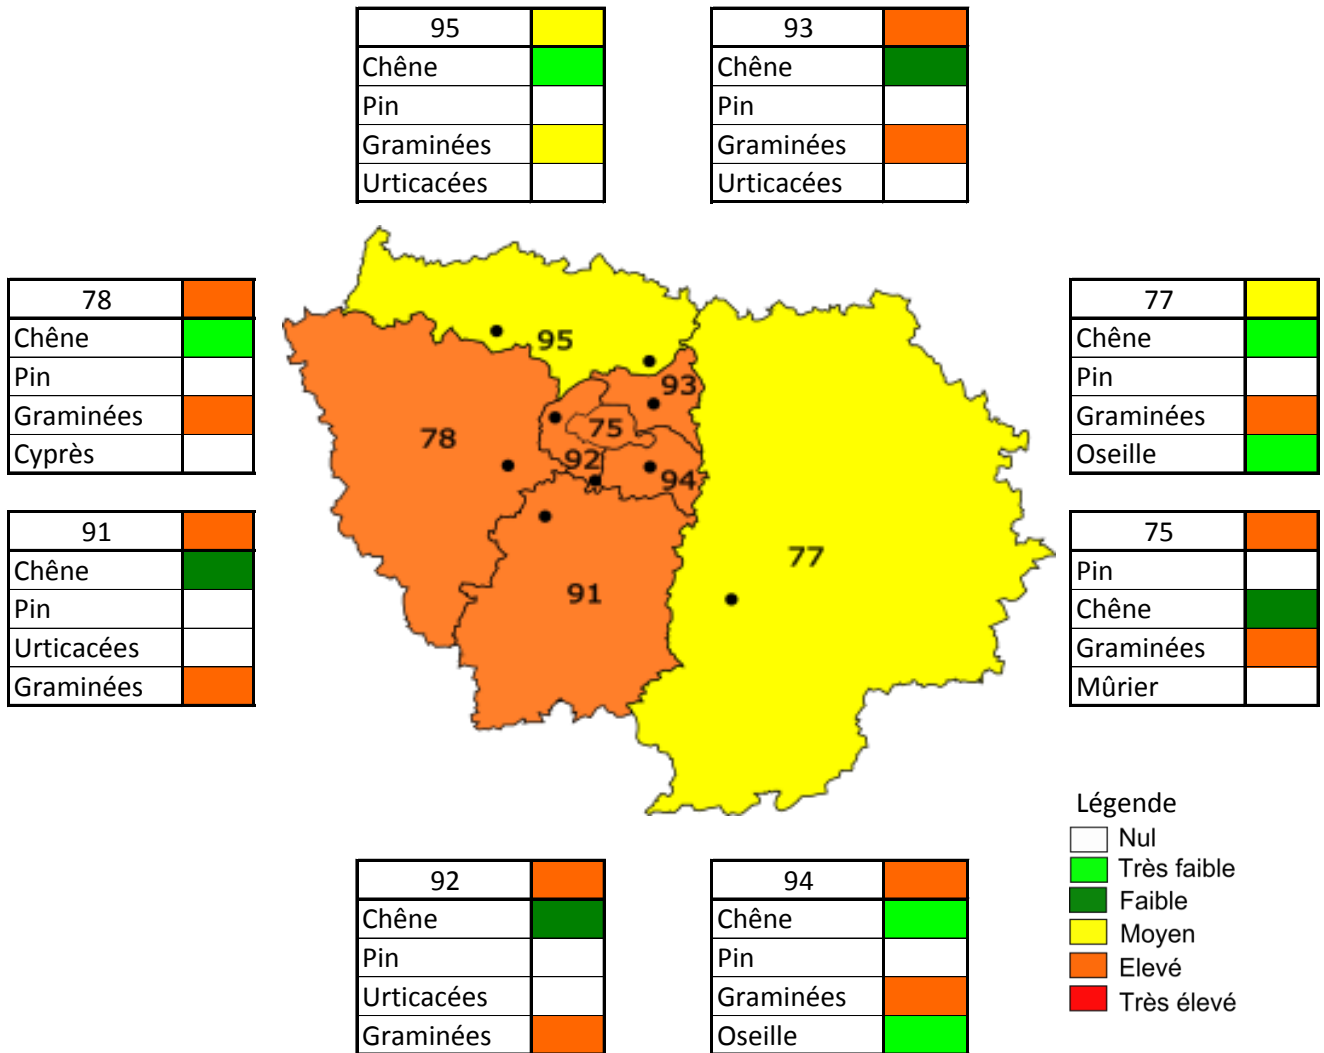 95
Chêne
Pin
Graminées
Urticacées
93
Chêne
Pin
Graminées
Urticacées
78
Chêne
Pin
Graminées
Cyprès
91
Chêne
Pin
Urticacées
Graminées
95
93
75
78
92
94
77
91
77
Chêne
Pin
Graminées
Oseille
75
Pin
Chêne
Graminées
Mûrier
92
Chêne
Pin
Urticacées
Graminées
94
Chêne
Pin
Graminées
Oseille
Légende
Nul
Très faible
Faible
Moyen
Elevé
Très élevé